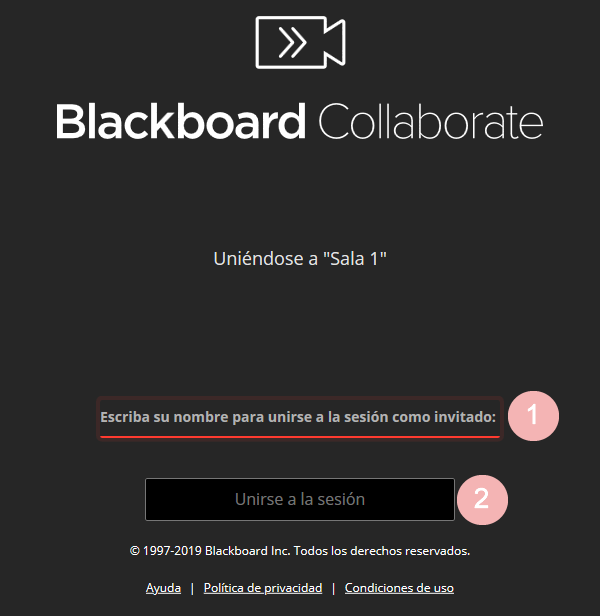 Blackboard Collaborate
Uniéndose a "Sala 1"
Escriba su nombre para unirse a la sesión como invitado:
1
Unirse a la sesión
2
© 1997-2019 Blackboard Inc. Todos los derechos reservados.
Ayuda | Política de privacidad | Condiciones de uso